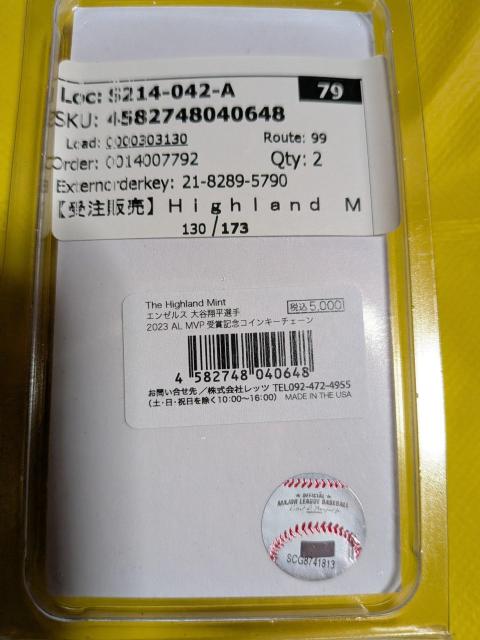 Loc: S214-042-A
79
SKU: 4582748040648
Load: 0000303130
Route: 99
Order: 0014007792
Qty: 2
Externorderkey: 21-8289-5790
【受注販売】Highland M
130/173
The Highland Mint
エンゼルス 大谷翔平選手
税込5,000
2023 AL MVP 受賞記念コインキーチェーン
4 582748 040648
お問い合せ先/株式会社レッツ TEL092-472-4955
(土・日・祝日を除く10:00~16:00) MADE IN THE USA
OFFICIAL
MAJOR LEAGUE BASEBALL
SCG8741813